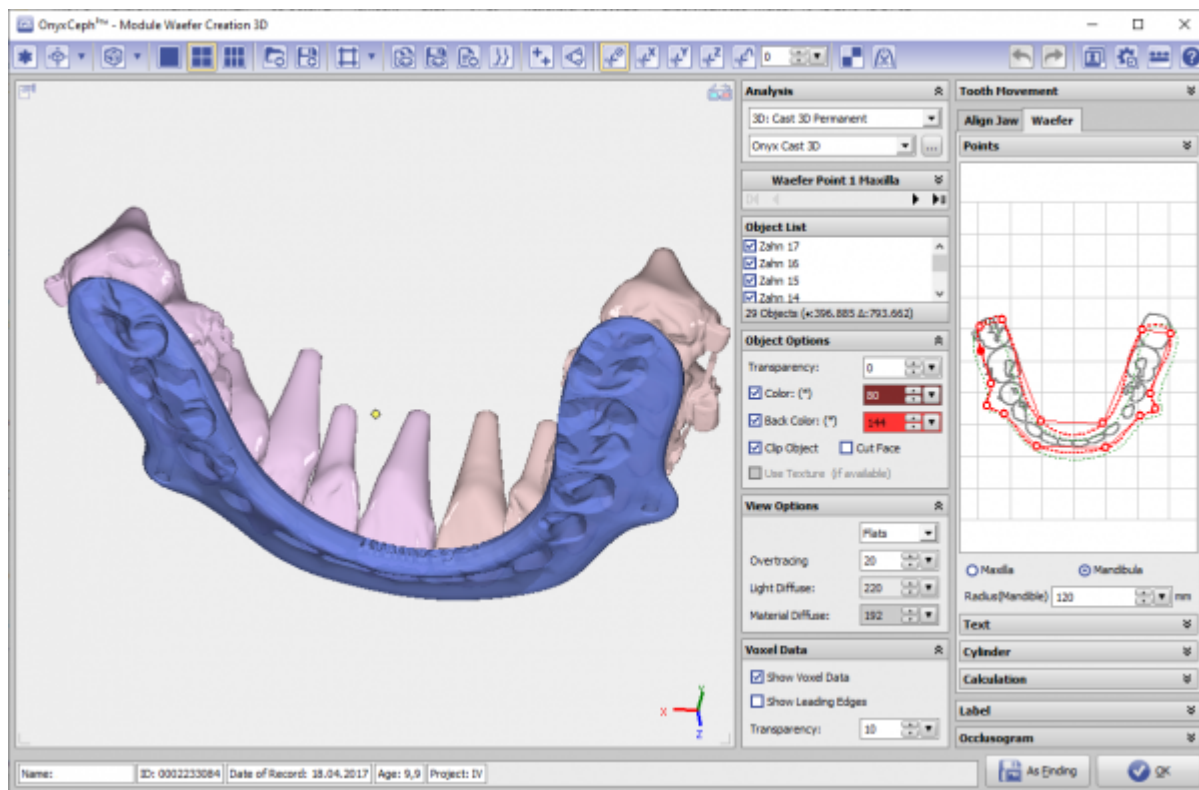 OnyxCeph³™ - Module Waefer Creation 3D
0
Analysis
3D: Cast 3D Permanent
Onyx Cast 3D
...
Waefer Point 1 Maxilla
Object List
Zahn 17
Zahn 16
Zahn 15
Zahn 14
29 Objects (+:396.885 Δ:793.662)
Object Options
Transparency: 0
Color: (*) 80
Back Color: (*) 144
Clip Object Cut Face
Use Texture (if available)
View Options
Flats
Overtracing 20
Light Diffuse: 220
Material Diffuse: 192
Voxel Data
Show Voxel Data
Show Leading Edges
Transparency: 10
Tooth Movement
Align Jaw Waefer
Points
Maxilla Mandibula
Radius(Mandible) 120 mm
Text
Cylinder
Calculation
Label
Occlusogram
X Y Z
Name: ID: 0002233084 Date of Record: 18.04.2017 Age: 9,9 Project: IV
As Finding OK